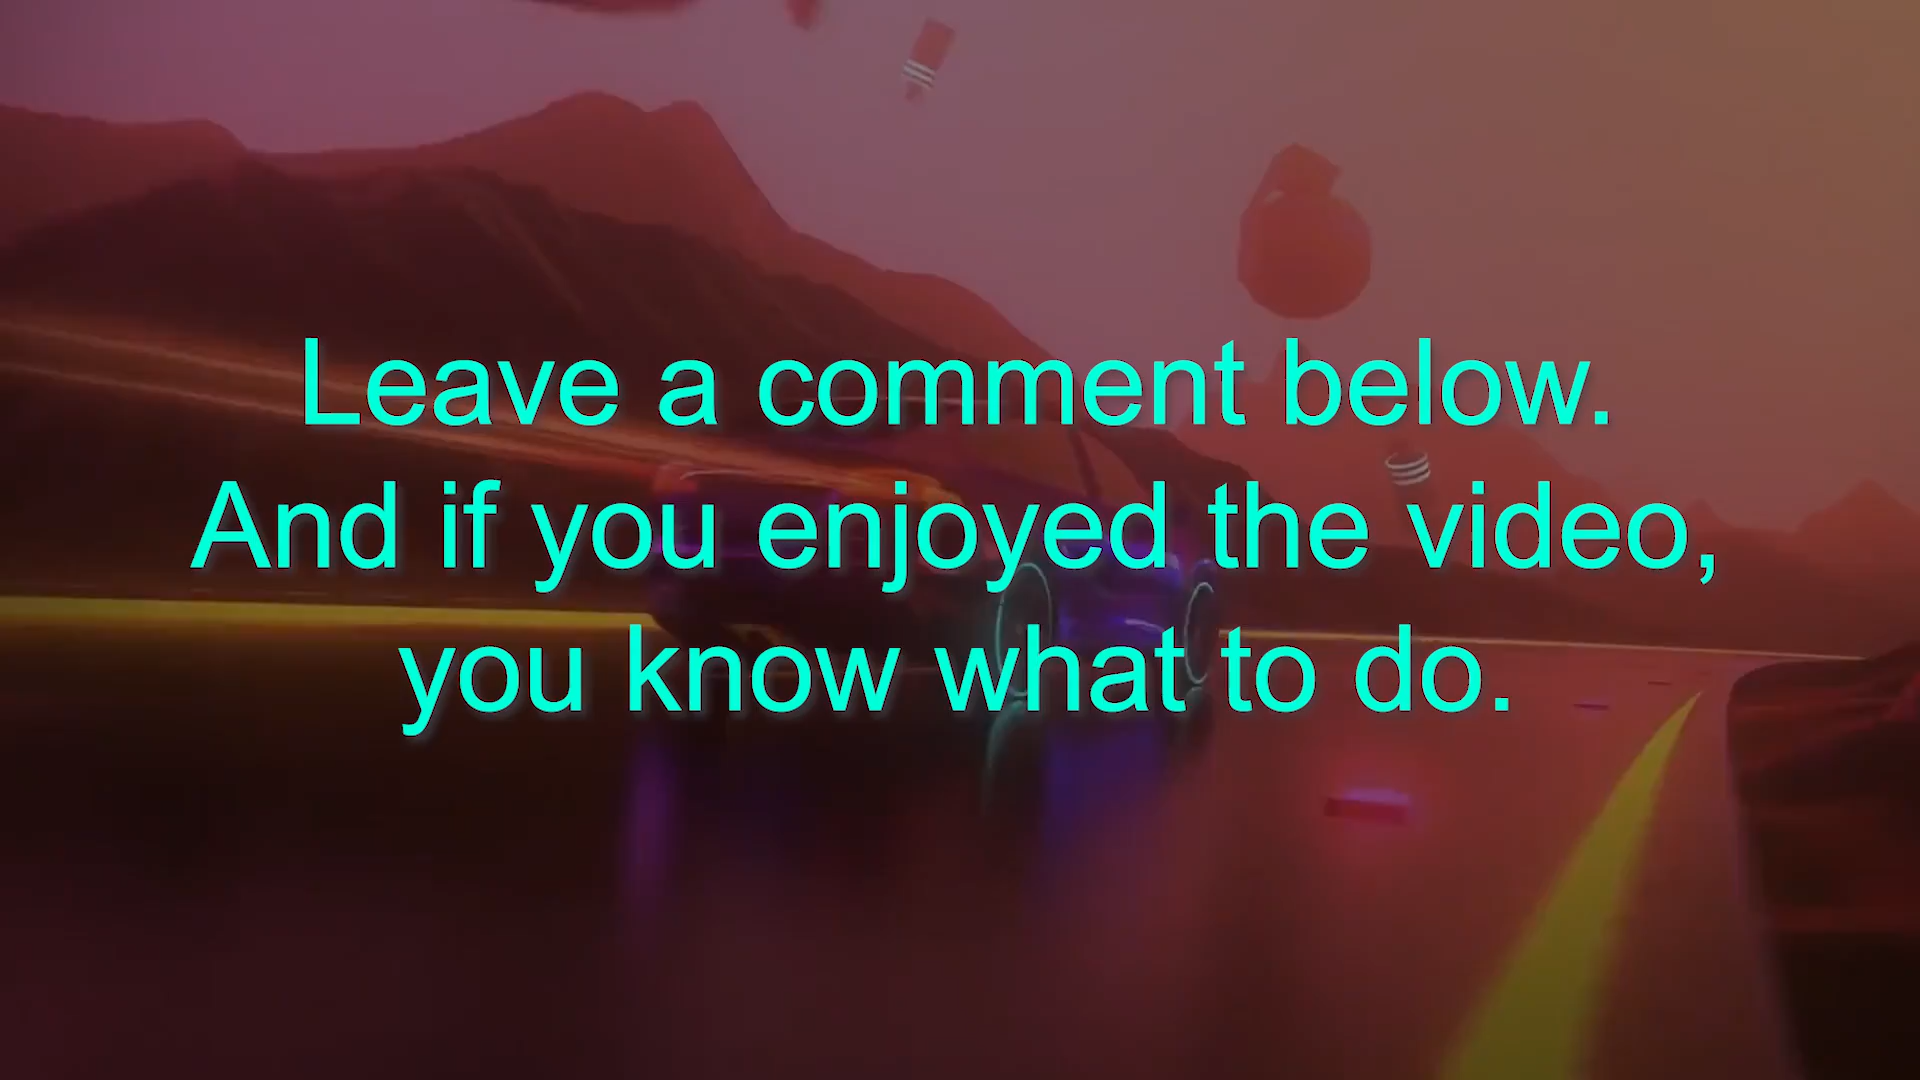 Leave a comment below.
And if you enjoyed the video,
you know what to do.